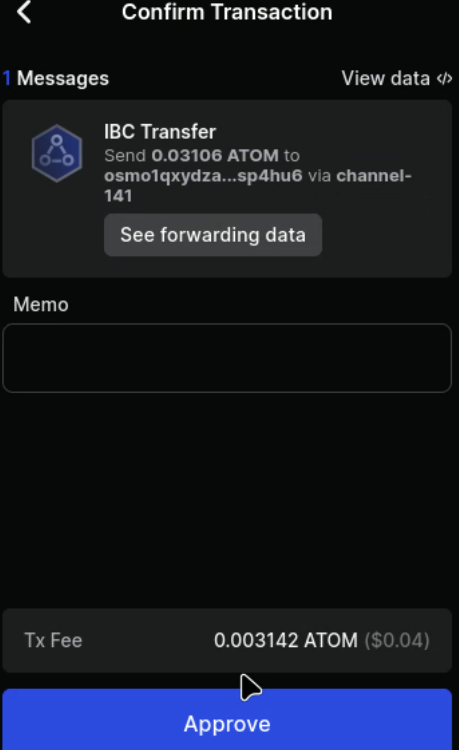 Confirm Transaction
1 Messages
View data </>
IBC Transfer
Send 0.03106 ATOM to
osmo1qxydza...sp4hu6 via channel-
141
See forwarding data
Memo
Tx Fee
0.003142 ATOM ($0.04)
Approve